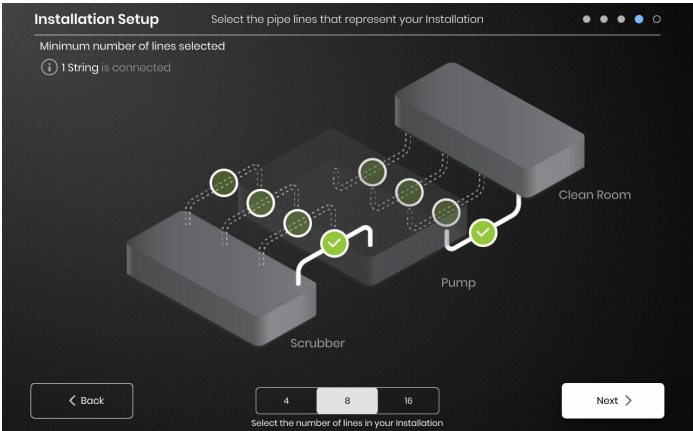 Installation Setup
Select the pipe lines that represent your Installation
Minimum number of lines selected
1 String is connected
Clean Room
Pump
Scrubber
Back
4 8 16
Next
Select the number of lines in your Installation